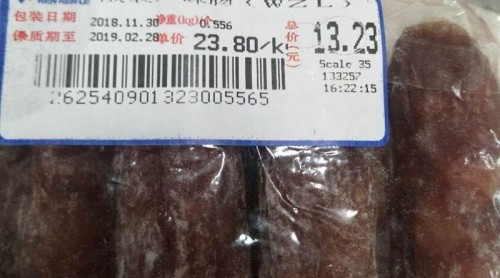 包装日期 2018.11.30 净重(kg)/个 0.556
保质期至 2019.02.28 单价 23.80/k
总价(元) 13.23
Scale 35
133257
16:22:15
2625409013230055​65